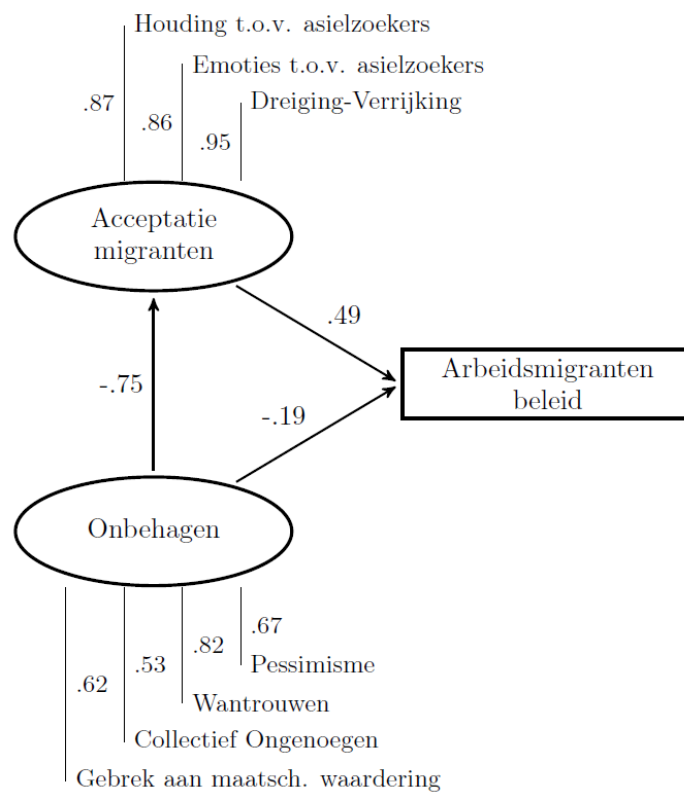 Houding t.o.v. asielzoekers
Emoties t.o.v. asielzoekers
.87
.86
Dreiging-Verrijking
.95
Acceptatie
migranten
.49
-.75
Arbeidsmigranten
beleid
-.19
Onbehagen
.67
.82
.53
Pessimisme
.62
Wantrouwen
Collectief Ongenoegen
Gebrek aan maatsch. waardering